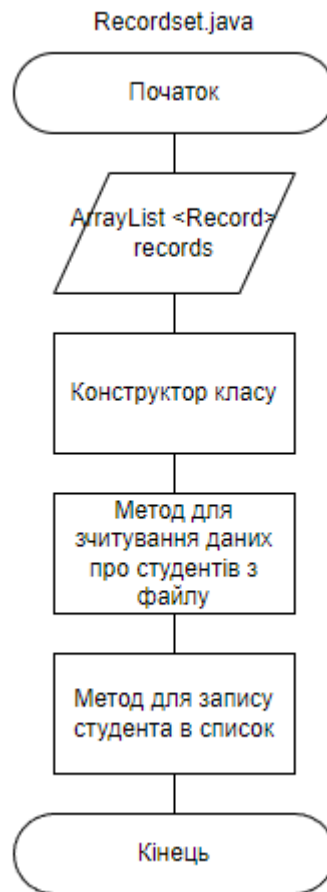 Recordset.java
Початок
ArrayList <Record>
records
Конструктор класу
Метод для
зчитування даних
про студентів з
файлу
Метод для запису
студента в список
Кінець